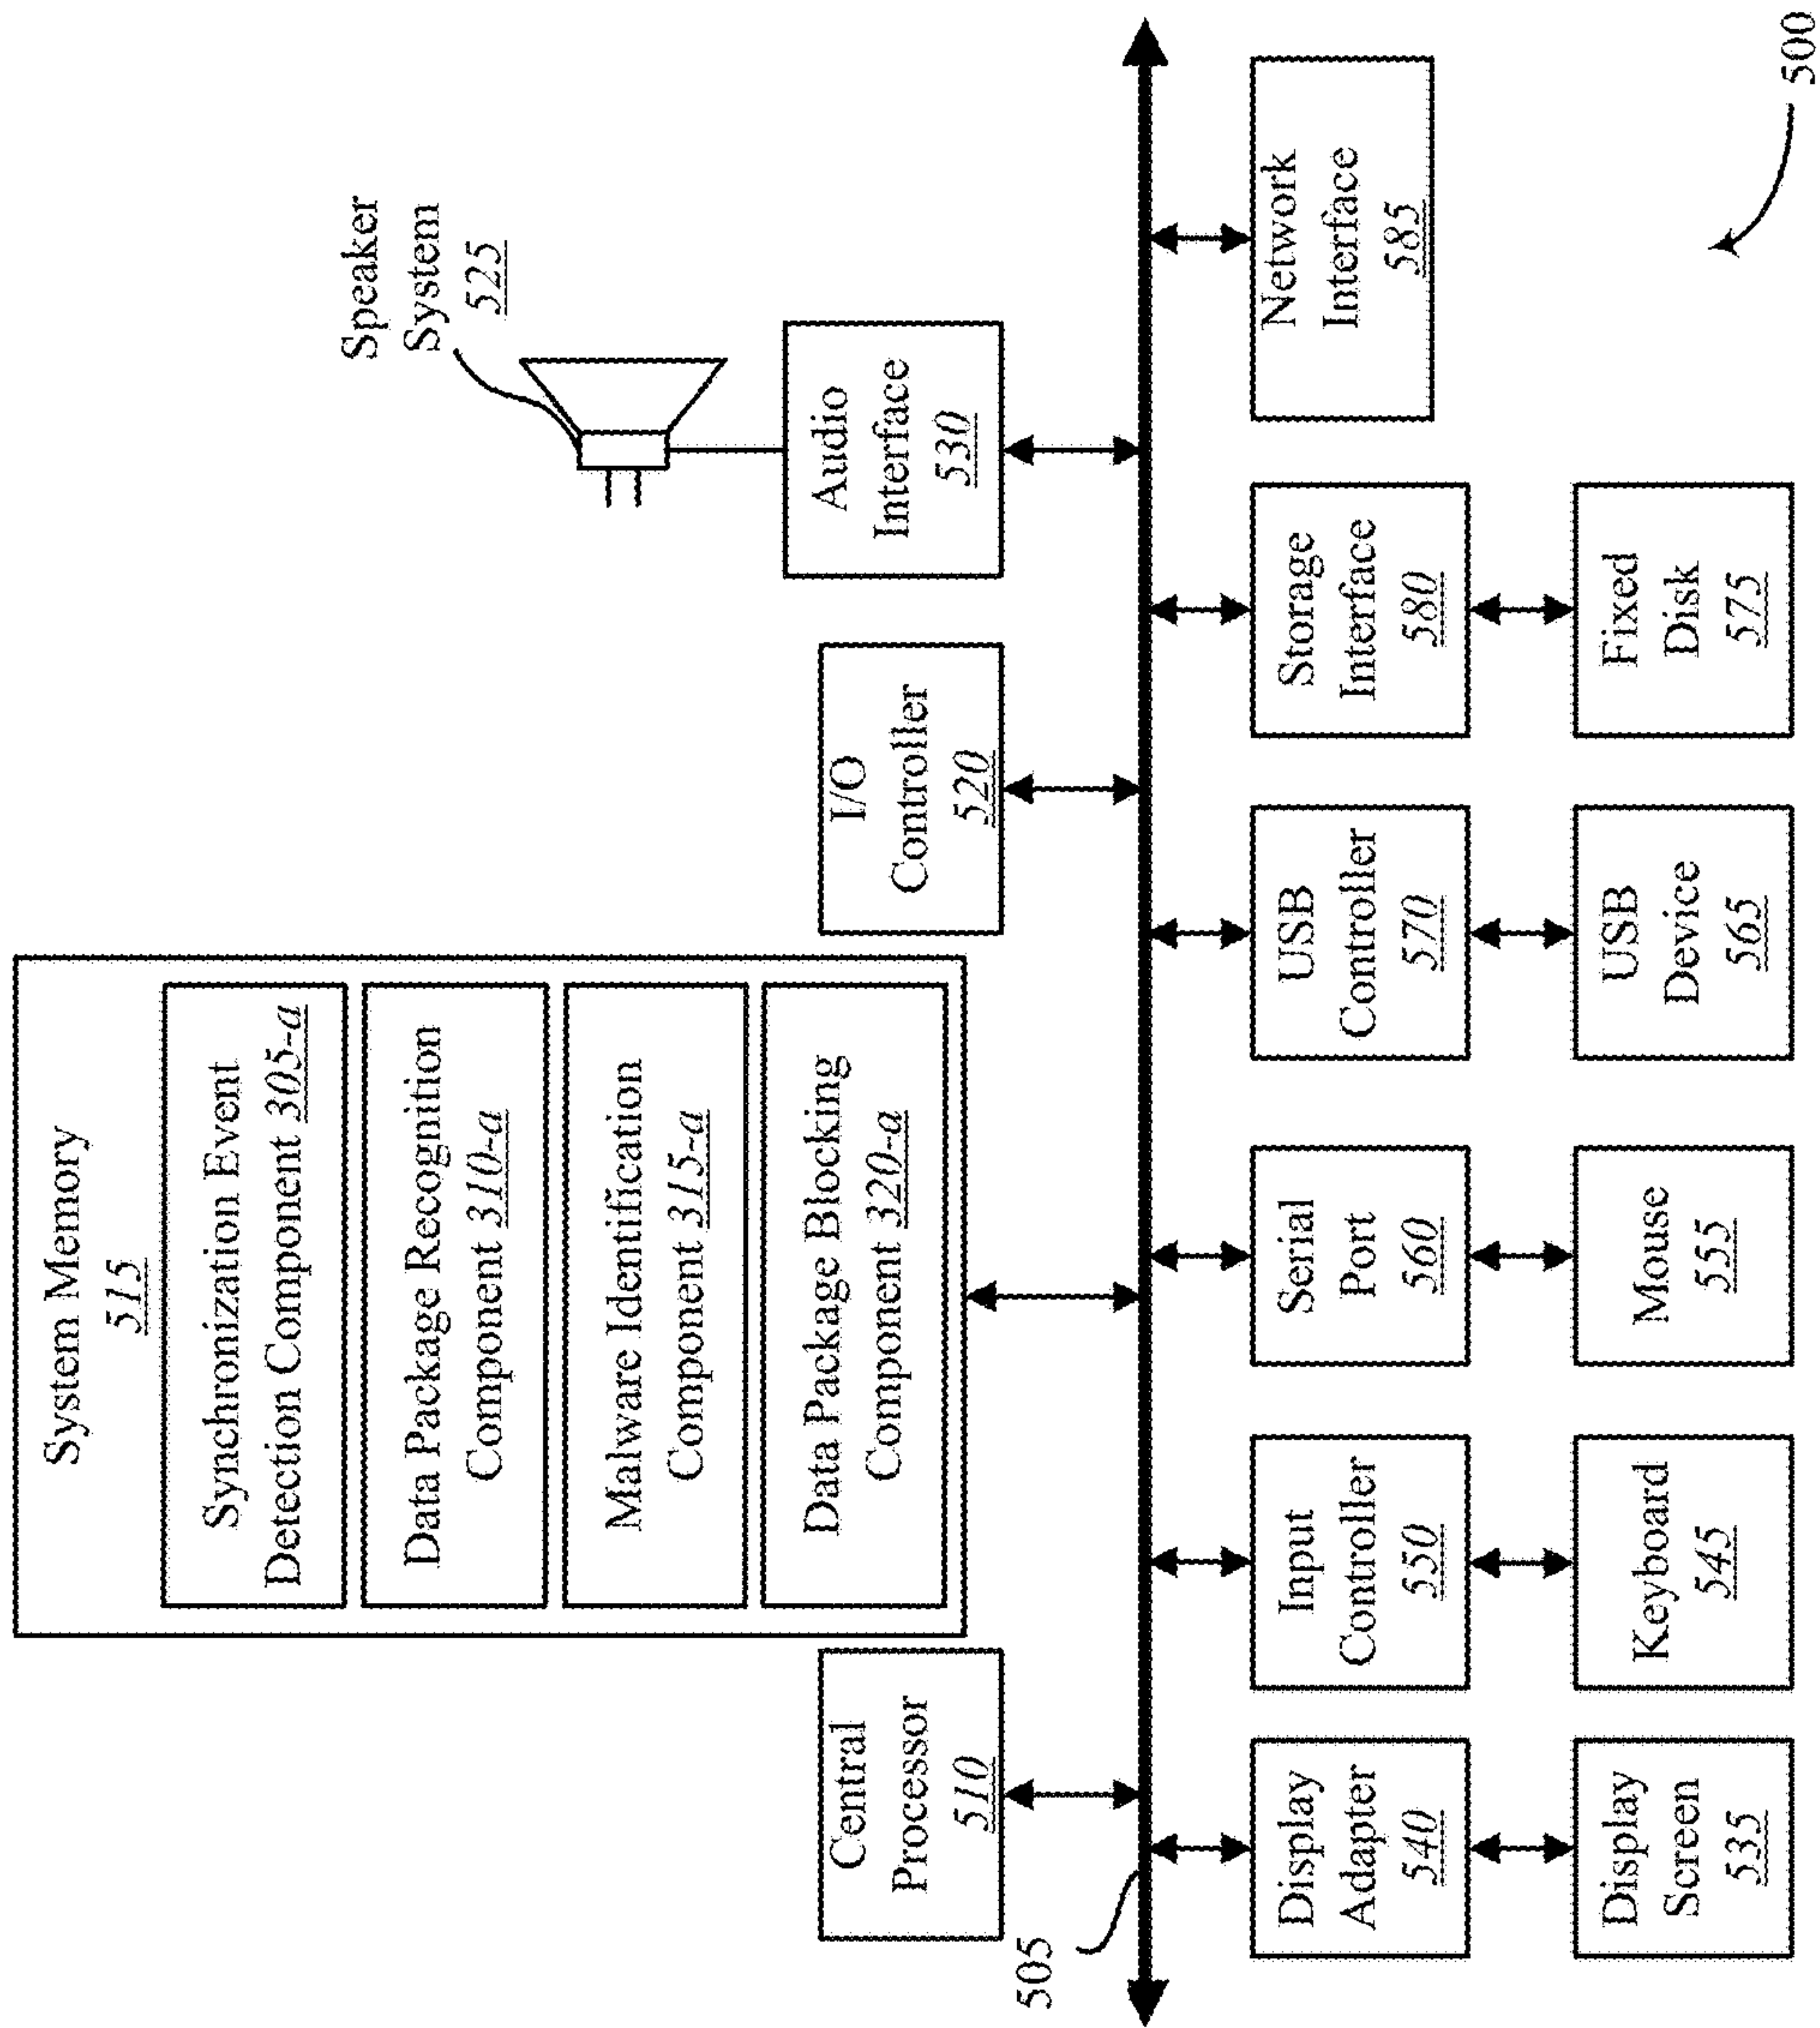 System Memory
515
Synchronization Event
Detection Component 305-a
Data Package Recognition
Component 310-a
Malware Identification
Component 315-a
Data Package Blocking
Component 320-a
Speaker
System
525
Central
Processor
510
I/O
Controller
520
Audio
Interface
530
505
Display
Adapter
540
Input
Controller
550
Serial
Port
560
USB
Controller
570
Storage
Interface
580
Network
Interface
585
Display
Screen
535
Keyboard
545
Mouse
555
USB
Device
565
Fixed
Disk
575
500